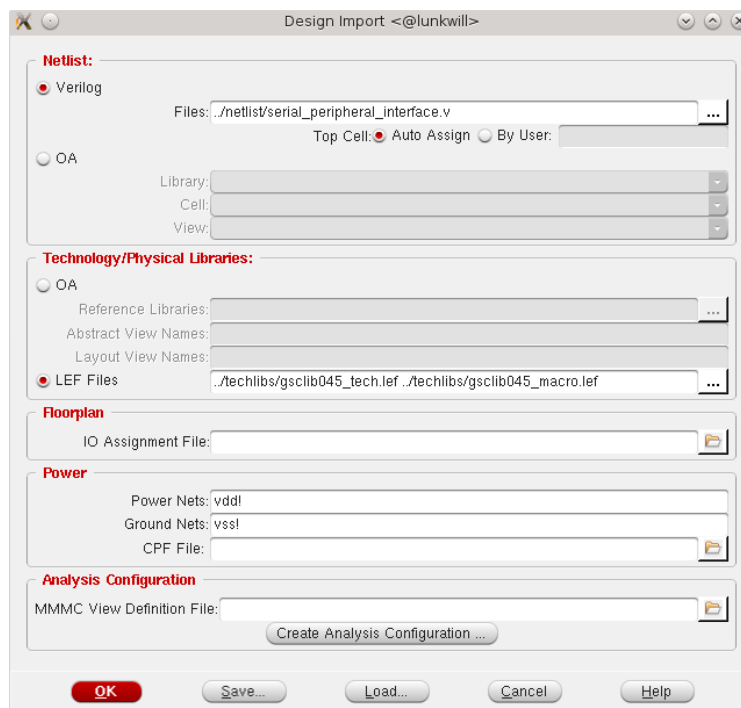 Design Import <@lunkwill>
Netlist:
Verilog
Files: ../netlist/serial_peripheral_interface.v ...
Top Cell: Auto Assign By User:
OA
Library:
Cell:
View:
Technology/Physical Libraries:
OA
Reference Libraries: ...
Abstract View Names:
Layout View Names:
LEF Files ../techlibs/gsclib045_tech.lef ../techlibs/gsclib045_macro.lef ...
Floorplan
IO Assignment File:
Power
Power Nets: vdd!
Ground Nets: vss!
CPF File:
Analysis Configuration
MMMC View Definition File:
Create Analysis Configuration ...
OK Save... Load... Cancel Help